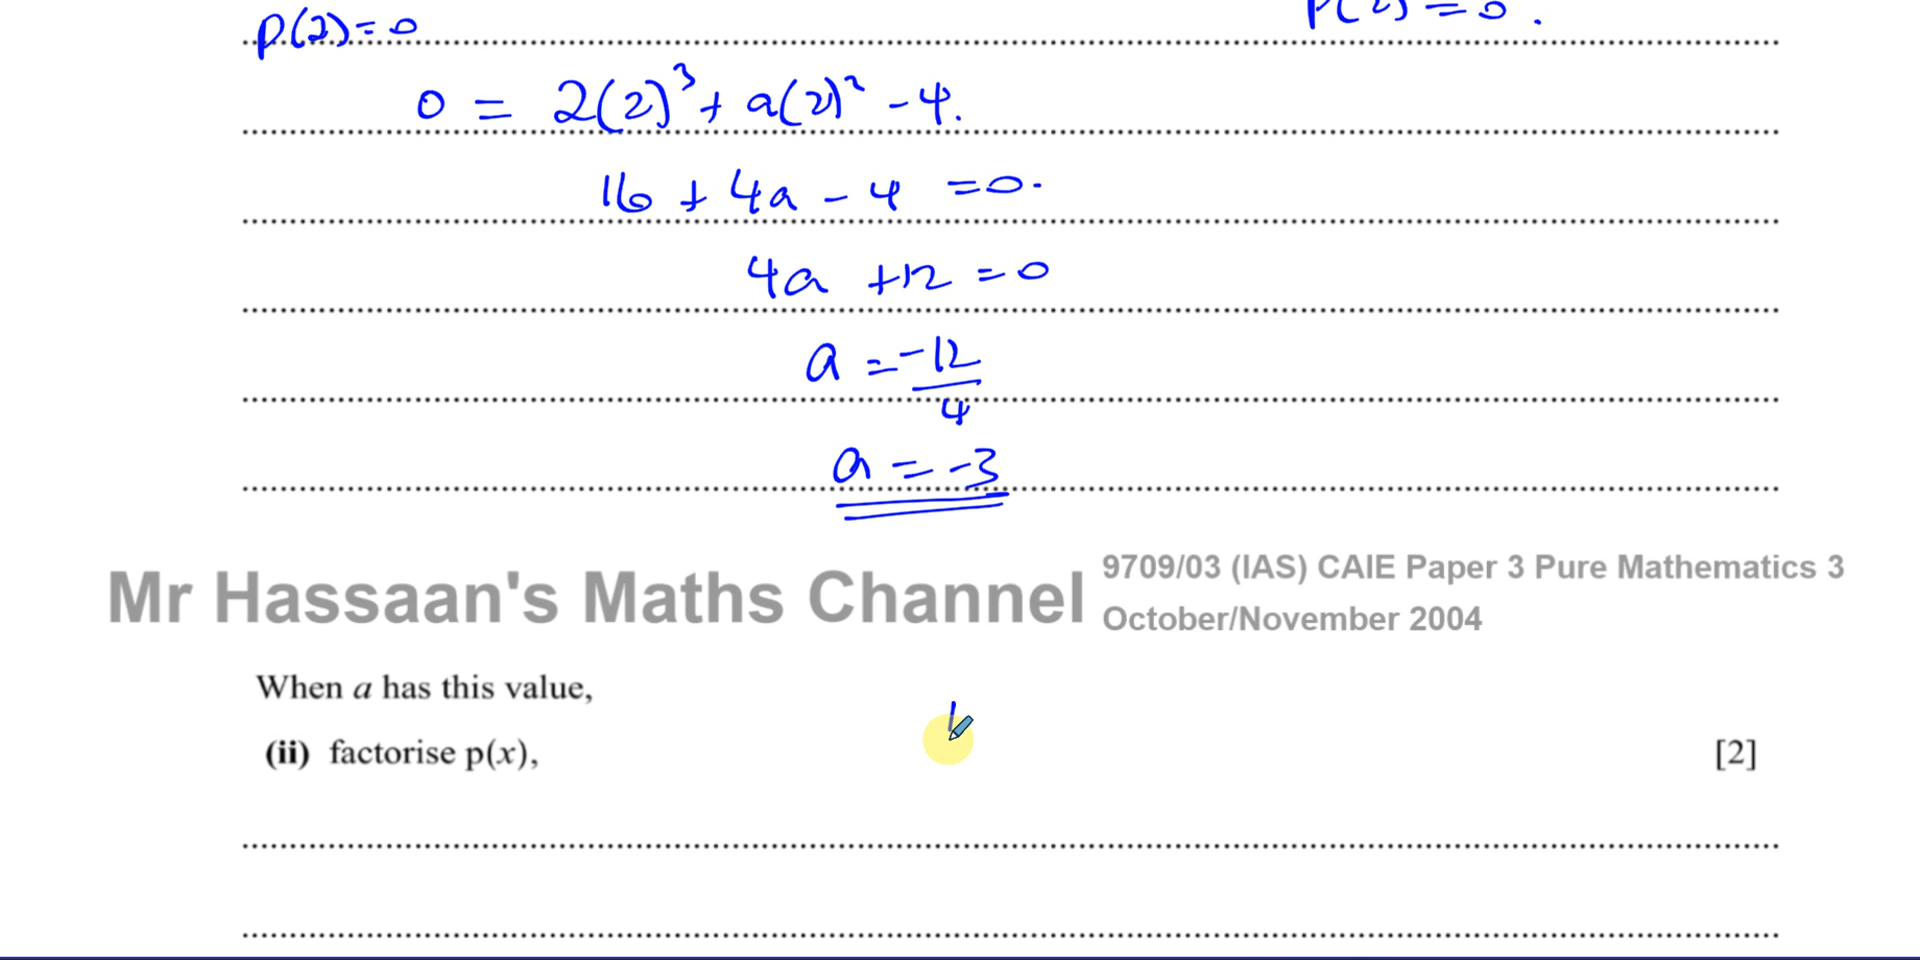 p(2)=0 p(2)=0.
0 = 2(2)³ + a(2)² - 4.
16 + 4a - 4 =0.
4a +12 =0
a = -12
4
a = -3
Mr Hassaan's Maths Channel
9709/03 (IAS) CAIE Paper 3 Pure Mathematics 3
October/November 2004
When a has this value,
(ii) factorise p(x), [2]